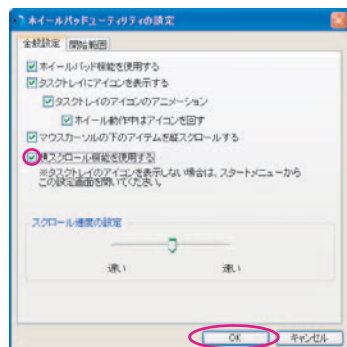 ホイールパッドユーティリティの設定
全般設定 開始範囲
ホイールパッド機能を使用する
タスクトレイにアイコンを表示する
タスクトレイのアイコンのアニメーション
ホイール動作中はアイコンを回す
マウスカーソルの下のアイテムを縦スクロールする
横スクロール機能を使用する
※タスクトレイのアイコンを表示しない場合は、スタートメニューから
この設定画面を開いてください。
スクロール速度の設定
遅い 速い
OK キャンセル